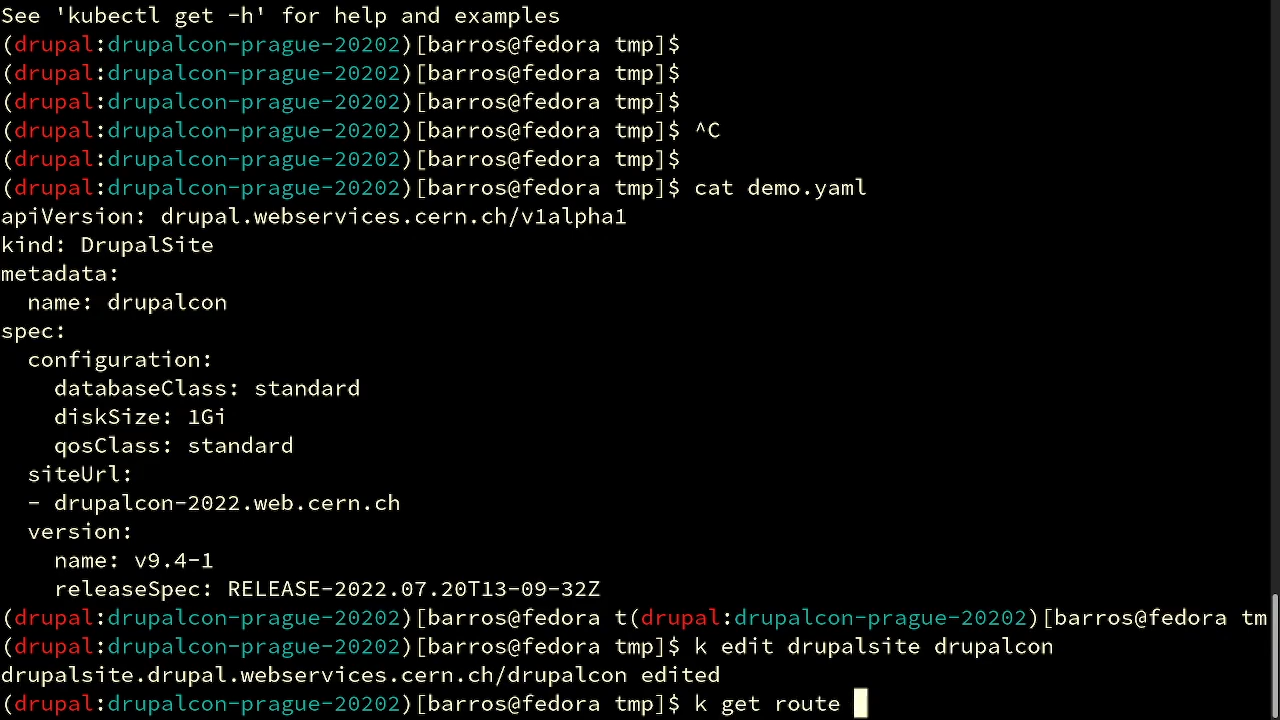 See 'kubectl get -h' for help and examples
(drupal:drupalcon-prague-20202)[barros@fedora tmp]$
(drupal:drupalcon-prague-20202)[barros@fedora tmp]$
(drupal:drupalcon-prague-20202)[barros@fedora tmp]$
(drupal:drupalcon-prague-20202)[barros@fedora tmp]$ ^C
(drupal:drupalcon-prague-20202)[barros@fedora tmp]$
(drupal:drupalcon-prague-20202)[barros@fedora tmp]$ cat demo.yaml
apiVersion: drupal.webservices.cern.ch/v1alpha1
kind: DrupalSite
metadata:
  name: drupalcon
spec:
  configuration:
    databaseClass: standard
    diskSize: 1Gi
    qosClass: standard
  siteUrl:
  - drupalcon-2022.web.cern.ch
  version:
    name: v9.4-1
    releaseSpec: RELEASE-2022.07.20T13-09-32Z
(drupal:drupalcon-prague-20202)[barros@fedora t(drupal:drupalcon-prague-20202)[barros@fedora tm
(drupal:drupalcon-prague-20202)[barros@fedora tmp]$ k edit drupalsite drupalcon
drupalsite.drupal.webservices.cern.ch/drupalcon edited
(drupal:drupalcon-prague-20202)[barros@fedora tmp]$ k get route